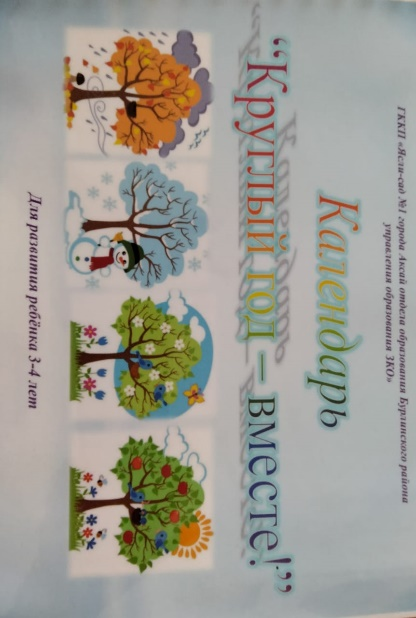 ГККП «Ясли-сад №1 города Аксай отдела образования Бурлинского района
управления образования ЗКО»
Календарь
"Круглый год – вместе!"
Для развития ребёнка 3-4 лет